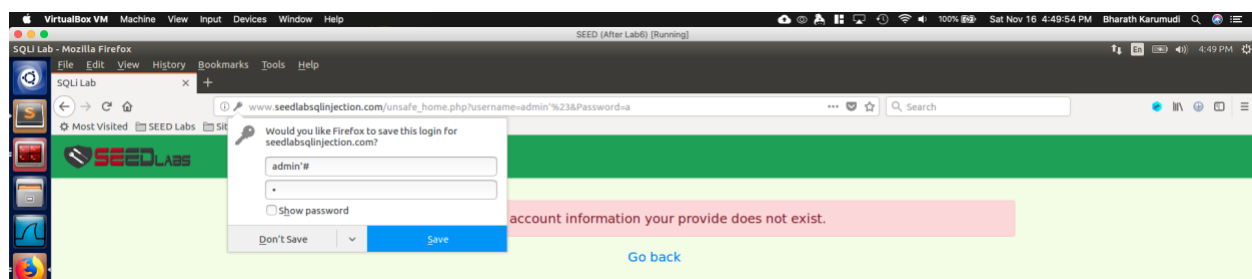 VirtualBox VM Machine View Input Devices Window Help 100% Sat Nov 16 4:49:54 PM Bharath Karumudi
SEED (After Lab6) [Running]
SQLi Lab - Mozilla Firefox En 4:49 PM
File Edit View History Bookmarks Tools Help
SQLi Lab × +
www.seedlabsqlinjection.com/unsafe_home.php?username=admin'%23&Password=a Search
Most Visited SEED Labs Sit
Would you like Firefox to save this login for
seedlabsqlinjection.com?
SEEDLABS
admin'#
•
Show password
account information your provide does not exist.
Don't Save Save
Go back